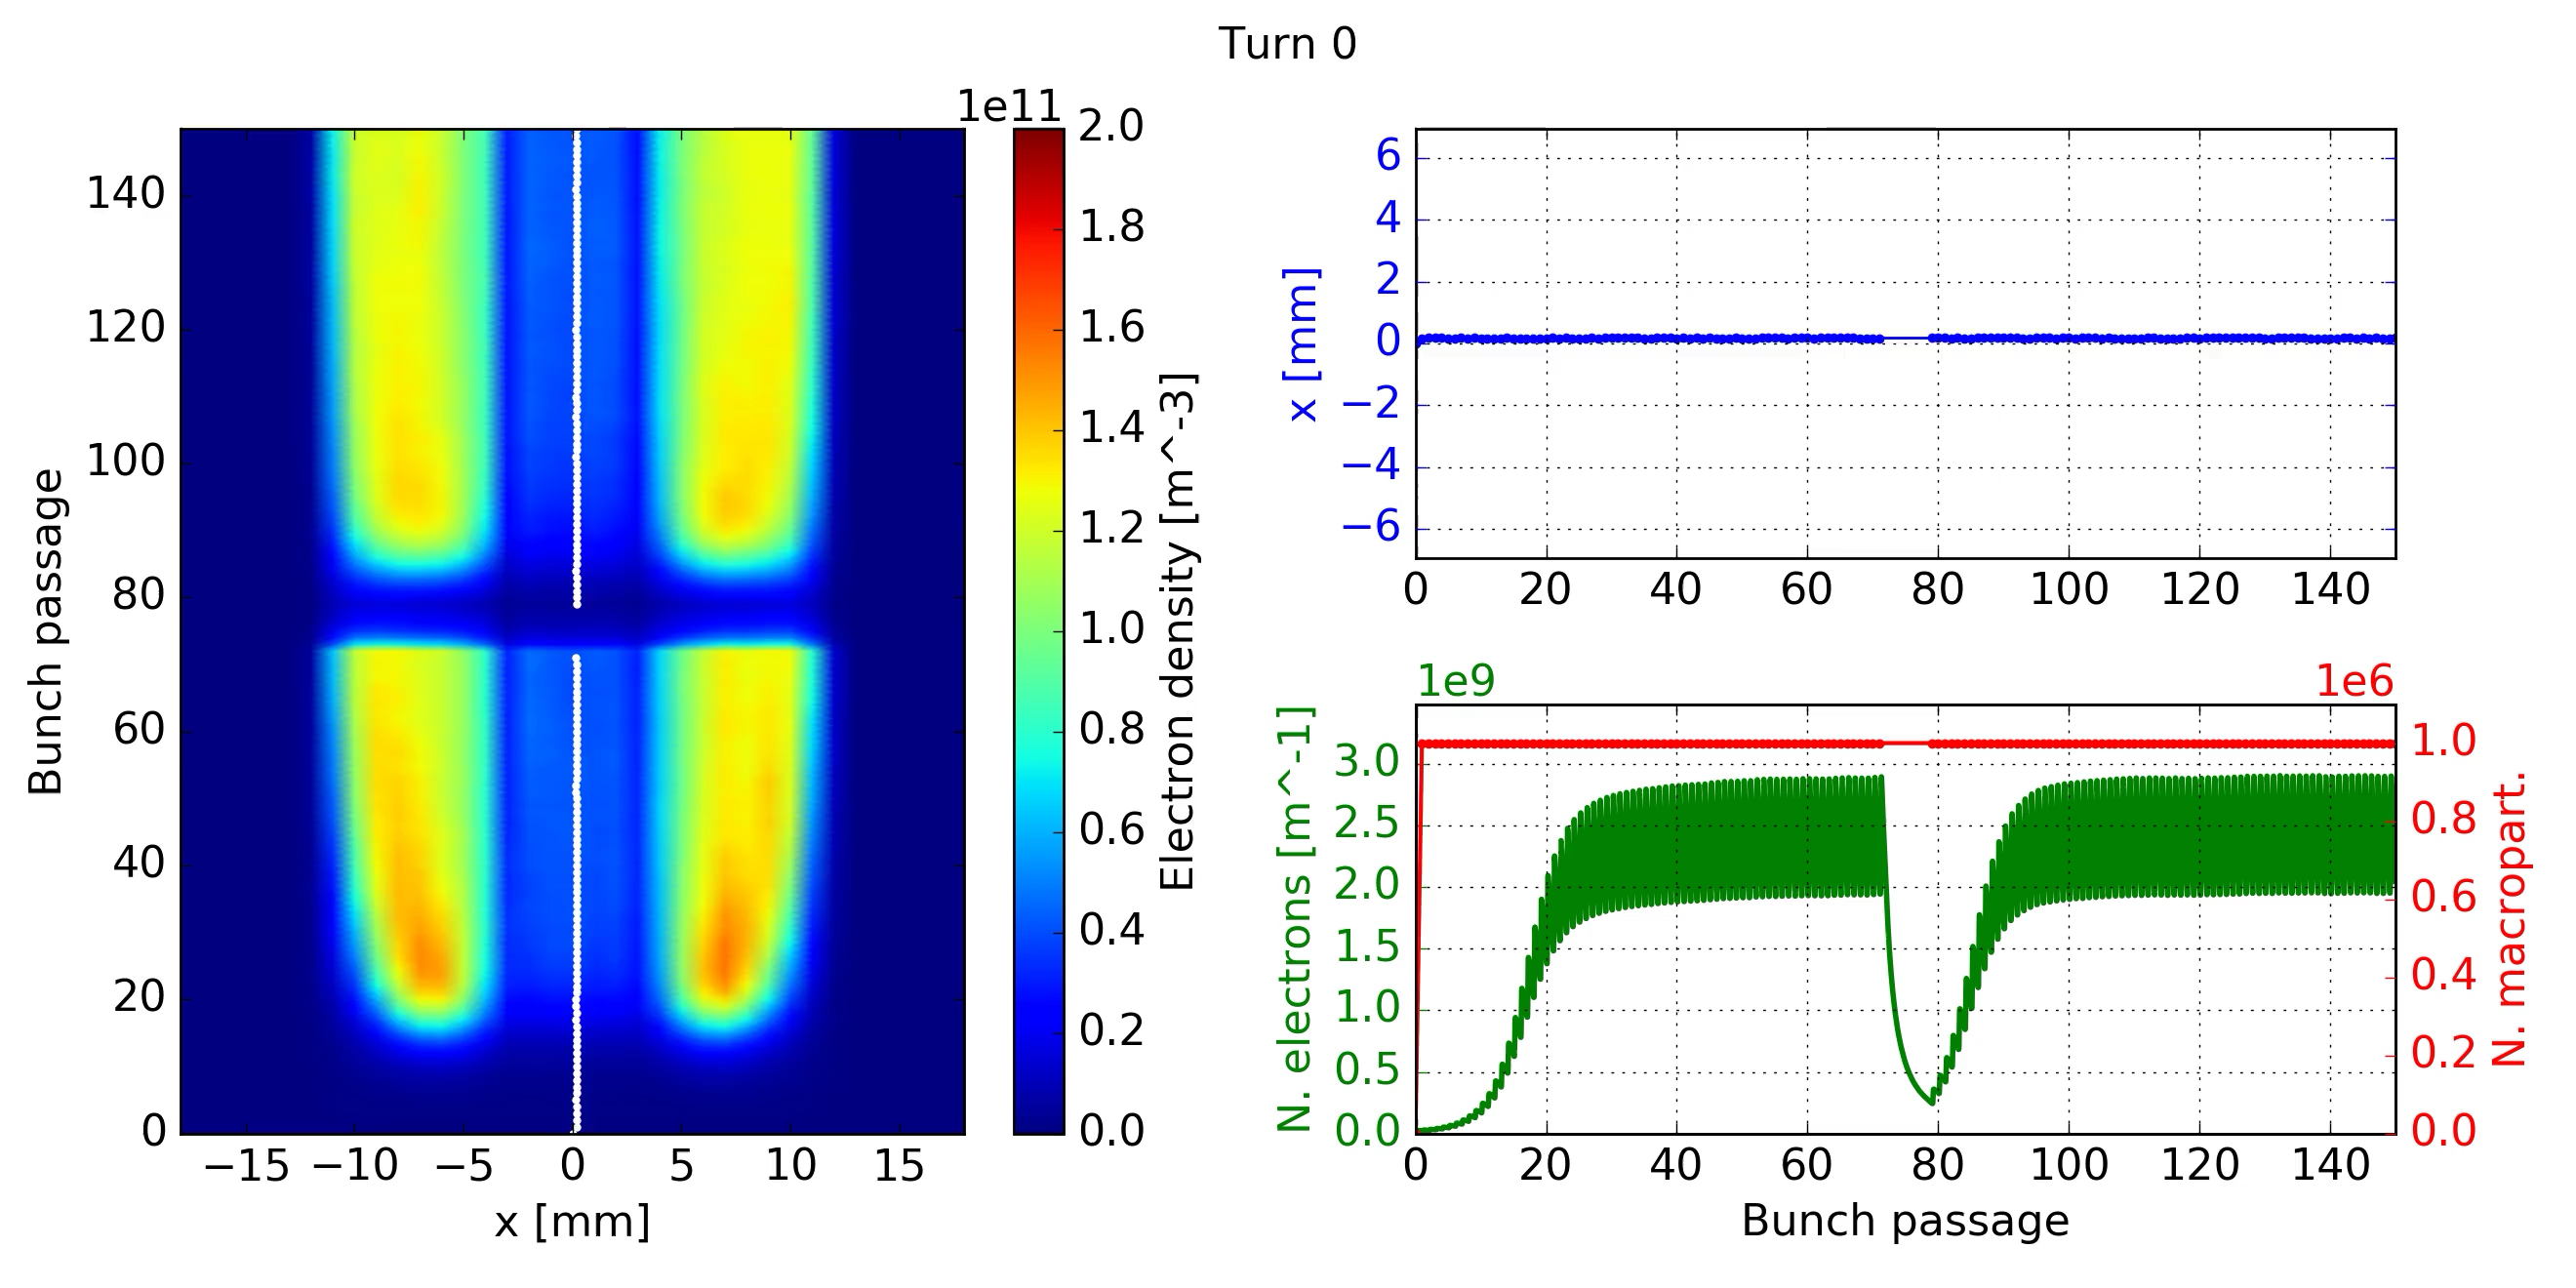 Turn 0
1e11
Bunch passage
140
120
100
80
60
40
20
0
−15 −10 −5 0 5 10 15
x [mm]
2.0
1.8
1.6
1.4
1.2
1.0
0.8
0.6
0.4
0.2
0.0
Electron density [m^-3]
x [mm]
6
4
2
0
−2
−4
−6
0 20 40 60 80 100 120 140
1e9
1e6
N. electrons [m^-1]
3.0
2.5
2.0
1.5
1.0
0.5
0.0
1.0
0.8
0.6
0.4
0.2
0.0
N. macropart.
0 20 40 60 80 100 120 140
Bunch passage